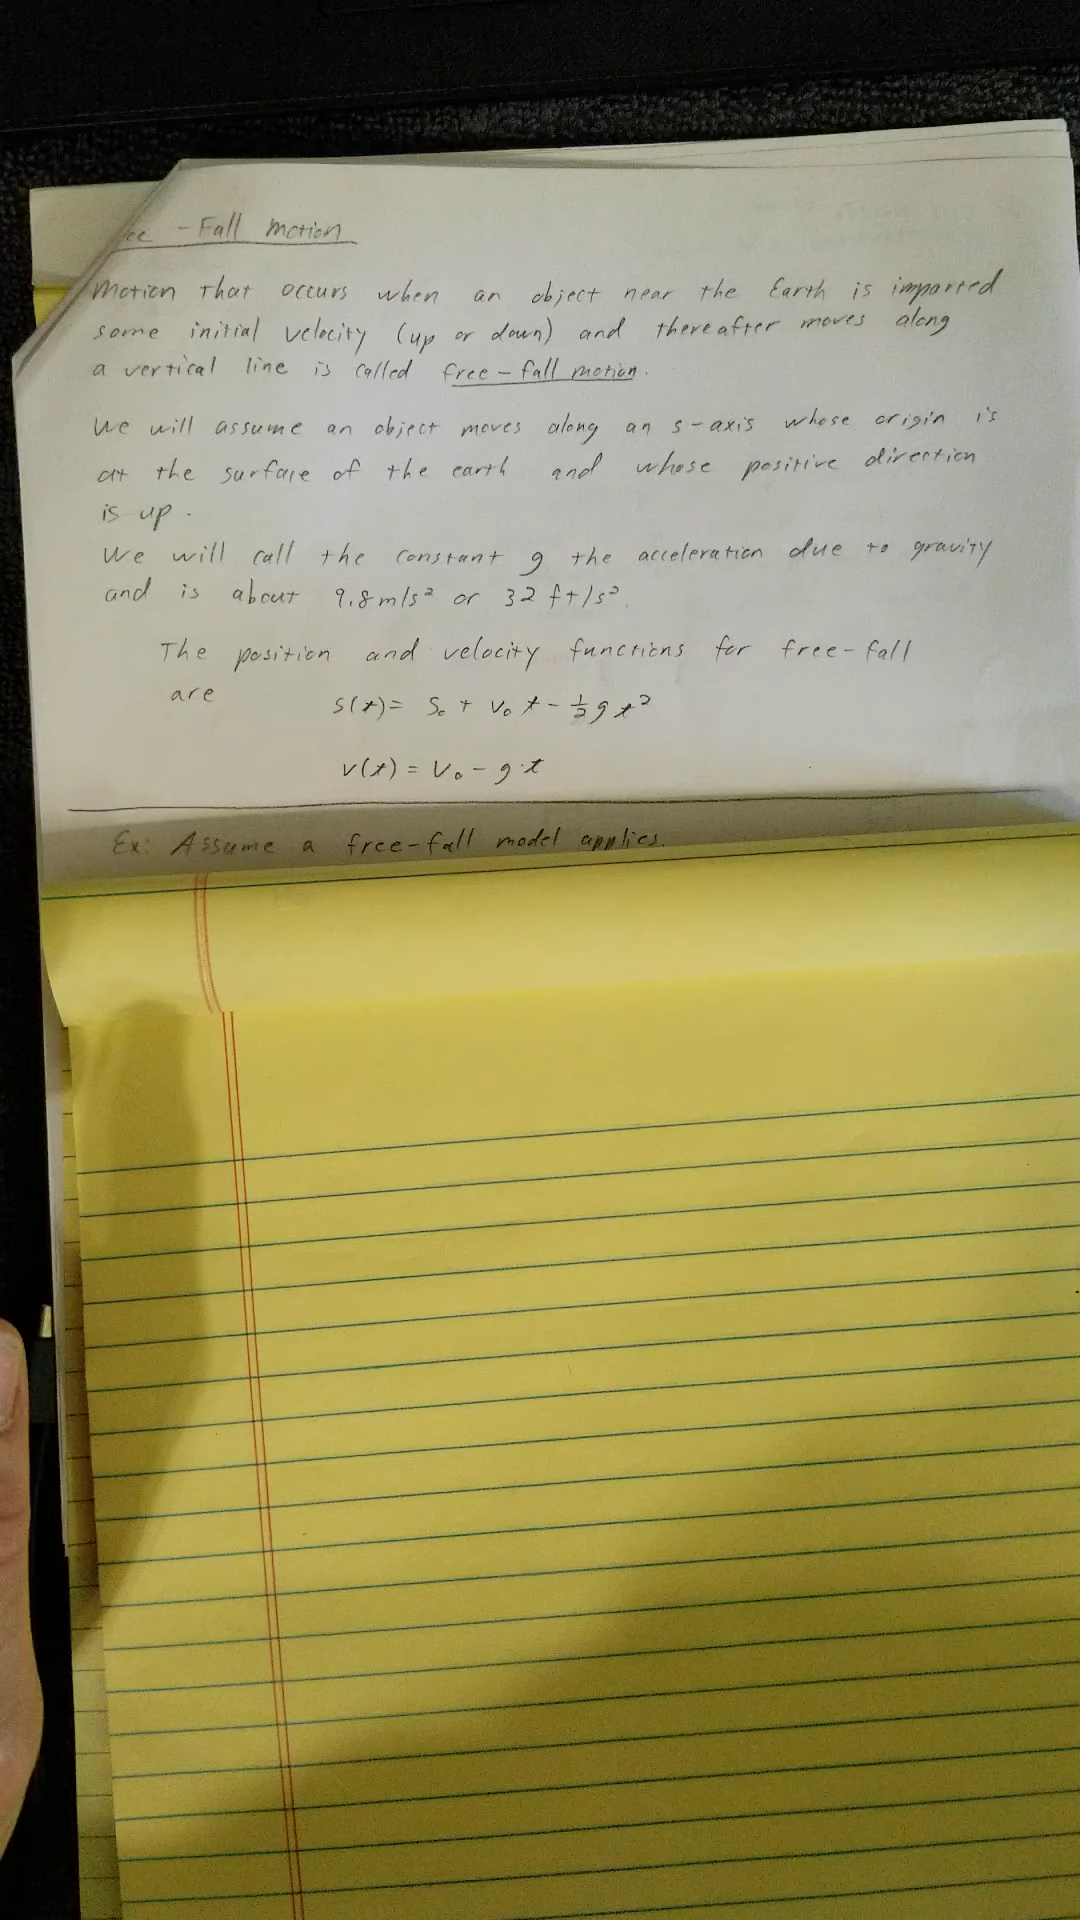 ee - Fall motion
motion that occurs when an object near the Earth is imparted
some initial velocity (up or down) and thereafter moves along
a vertical line is called free-fall motion.
We will assume an object moves along an s-axis whose origin is
at the surface of the earth and whose positive direction
is up.
We will call the constant g the acceleration due to gravity
and is about 9.8 m/s² or 32 ft/s².
The position and velocity functions for free-fall
are s(t) = S₀ + V₀t - ½gt²
v(t) = V₀ - g·t
Ex: Assume a free-fall model applies.